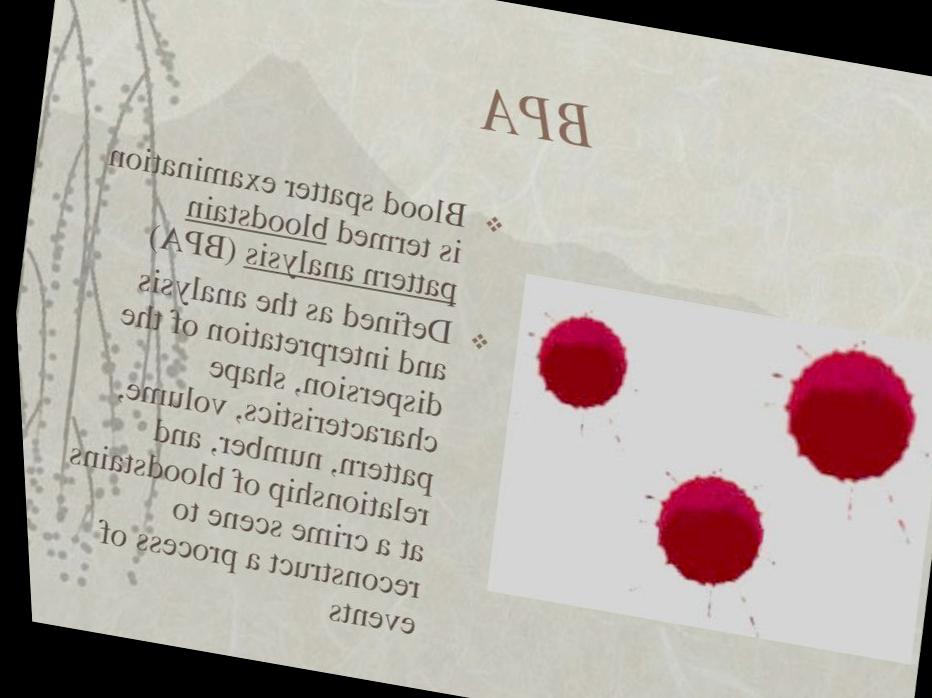 BPA
Blood spatter examination
is termed bloodstain
pattern analysis (BPA)
Defined as the analysis
and interpretation of the
dispersion, shape
characteristics, volume,
pattern, number, and
relationship of bloodstains
at a crime scene to
reconstruct a process of
events